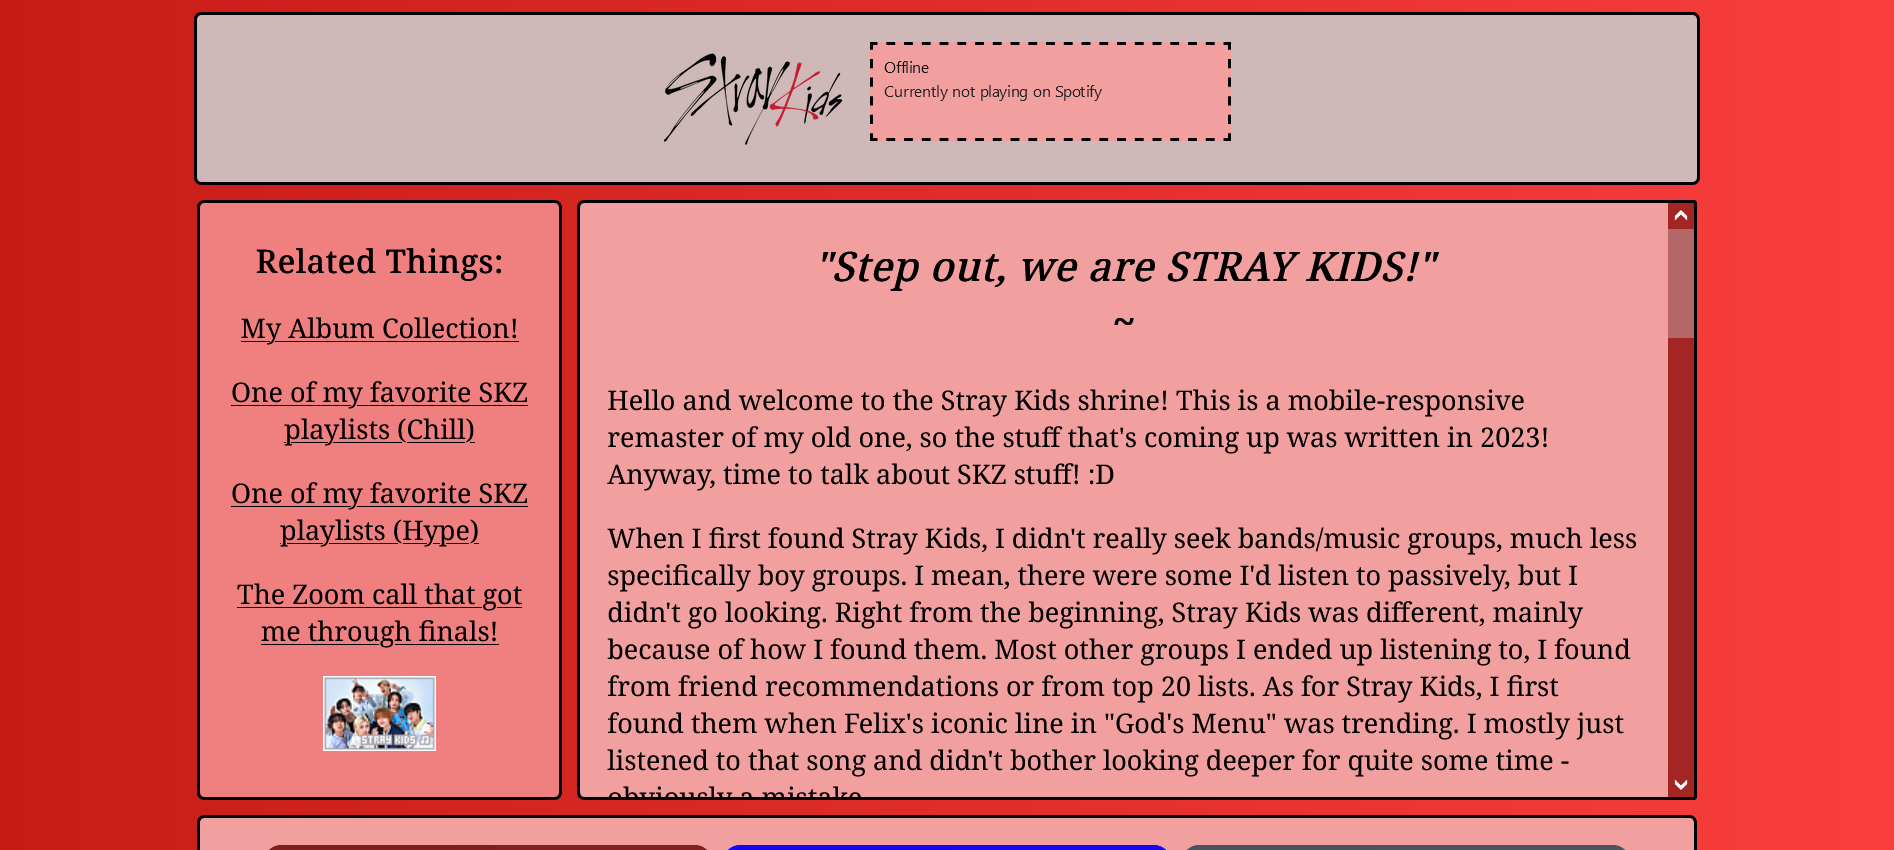 Stray Kids
Offline
Currently not playing on Spotify
Related Things:
My Album Collection!
One of my favorite SKZ
playlists (Chill)
One of my favorite SKZ
playlists (Hype)
The Zoom call that got
me through finals!
STRAY KIDS
"Step out, we are STRAY KIDS!"
~
Hello and welcome to the Stray Kids shrine! This is a mobile-responsive
remaster of my old one, so the stuff that's coming up was written in 2023!
Anyway, time to talk about SKZ stuff! :D
When I first found Stray Kids, I didn't really seek bands/music groups, much less
specifically boy groups. I mean, there were some I'd listen to passively, but I
didn't go looking. Right from the beginning, Stray Kids was different, mainly
because of how I found them. Most other groups I ended up listening to, I found
from friend recommendations or from top 20 lists. As for Stray Kids, I first
found them when Felix's iconic line in "God's Menu" was trending. I mostly just
listened to that song and didn't bother looking deeper for quite some time -
obviously a mistake